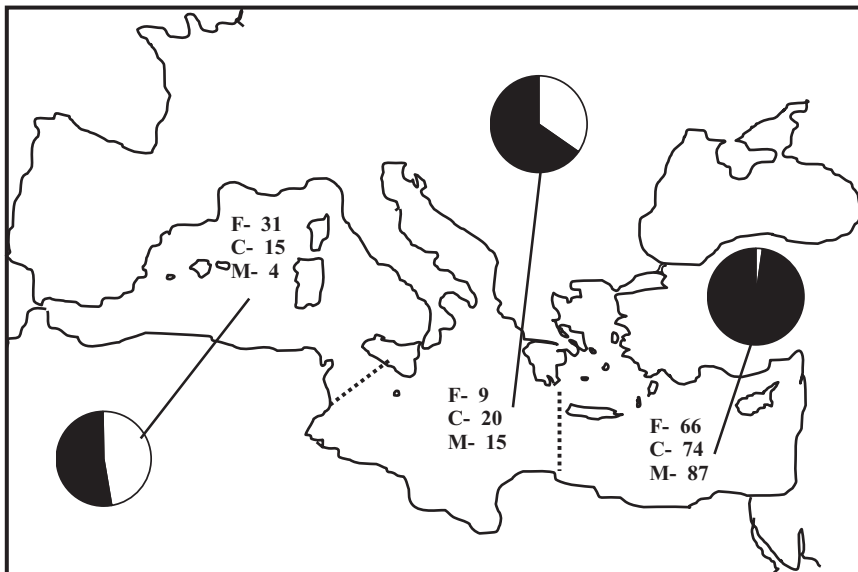 F- 31
C- 15
M- 4
F- 9
C- 20
M- 15
F- 66
C- 74
M- 87